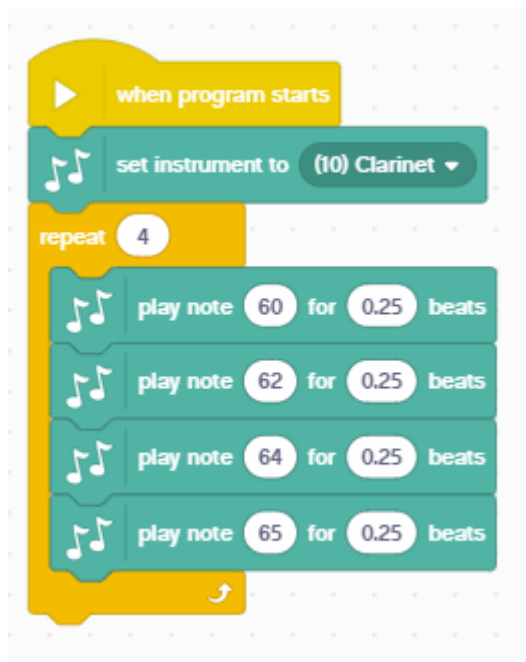 when program starts
set instrument to (10) Clarinet
repeat 4
play note 60 for 0.25 beats
play note 62 for 0.25 beats
play note 64 for 0.25 beats
play note 65 for 0.25 beats